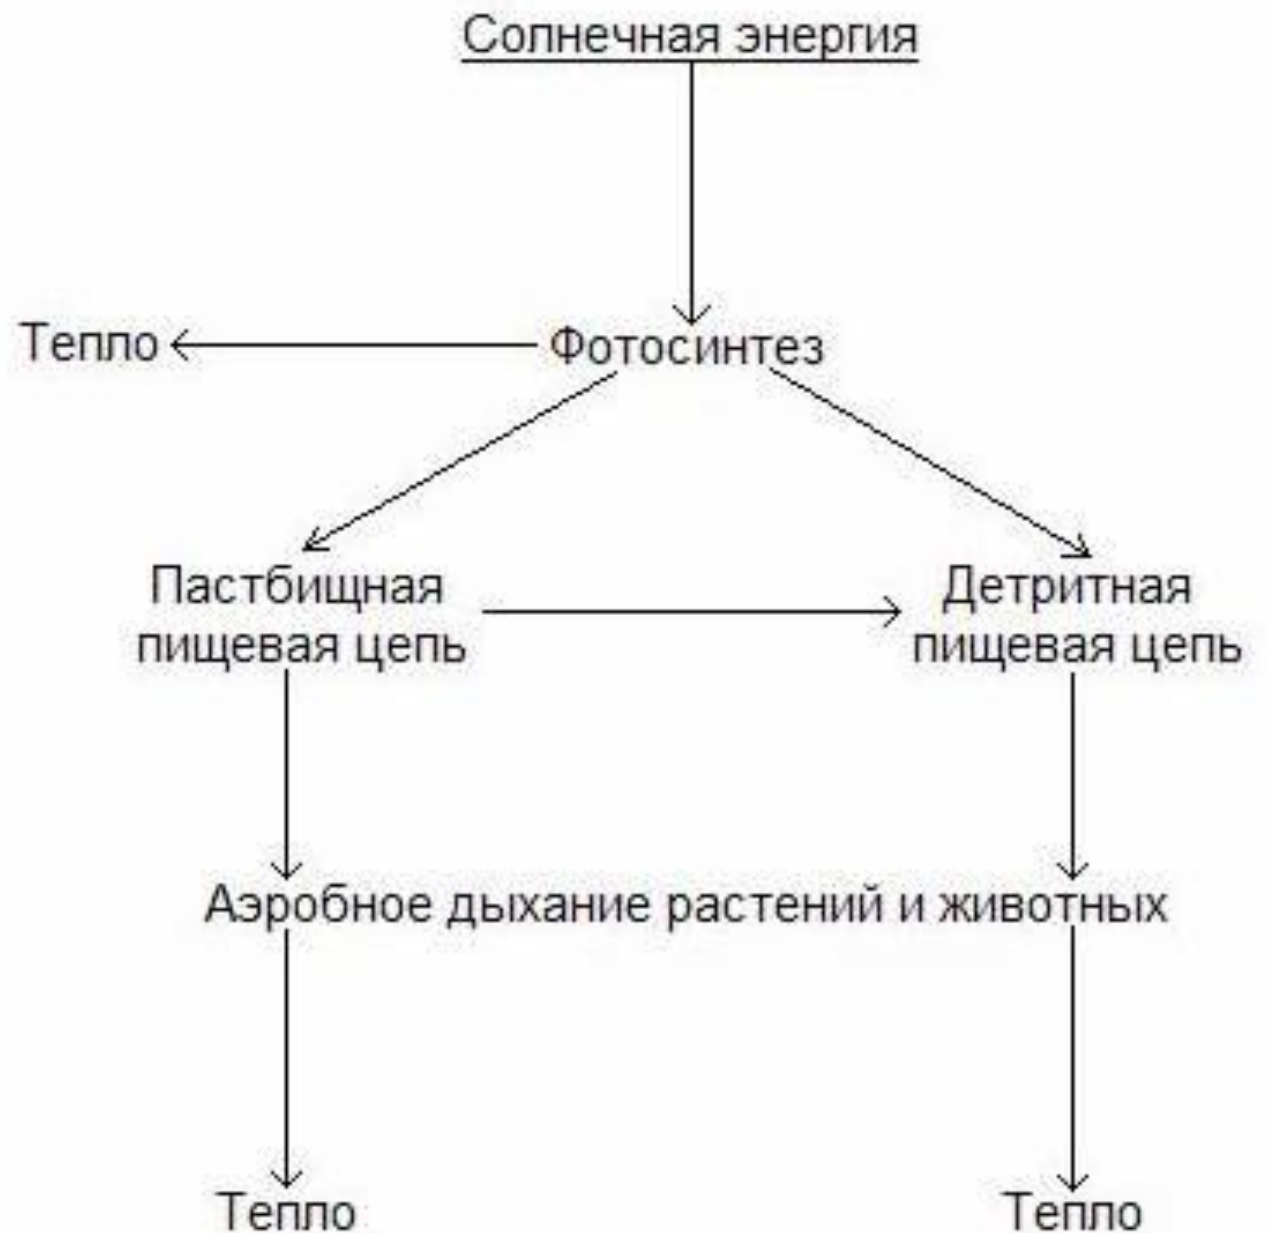 Солнечная энергия
Тепло
Фотосинтез
Пастбищная
пищевая цепь
Детритная
пищевая цепь
Аэробное дыхание растений и животных
Тепло
Тепло